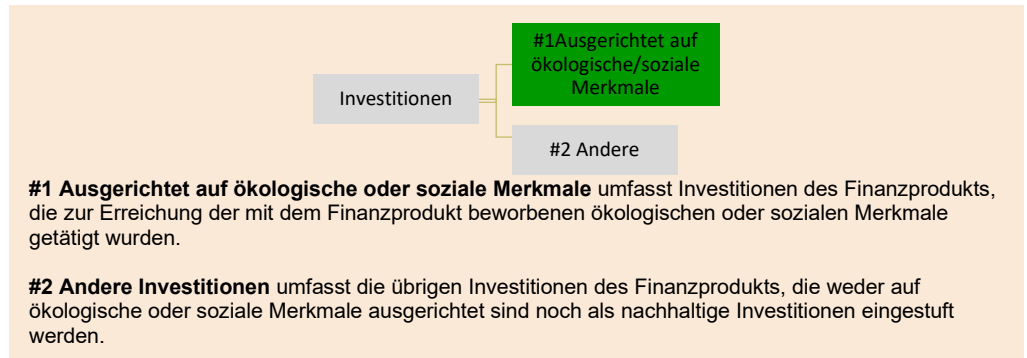 #1Ausgerichtet auf
ökologische/soziale
Merkmale
Investitionen
#2 Andere
#1 Ausgerichtet auf ökologische oder soziale Merkmale umfasst Investitionen des Finanzprodukts,
die zur Erreichung der mit dem Finanzprodukt beworbenen ökologischen oder sozialen Merkmale
getätigt wurden.
#2 Andere Investitionen umfasst die übrigen Investitionen des Finanzprodukts, die weder auf
ökologische oder soziale Merkmale ausgerichtet sind noch als nachhaltige Investitionen eingestuft
werden.